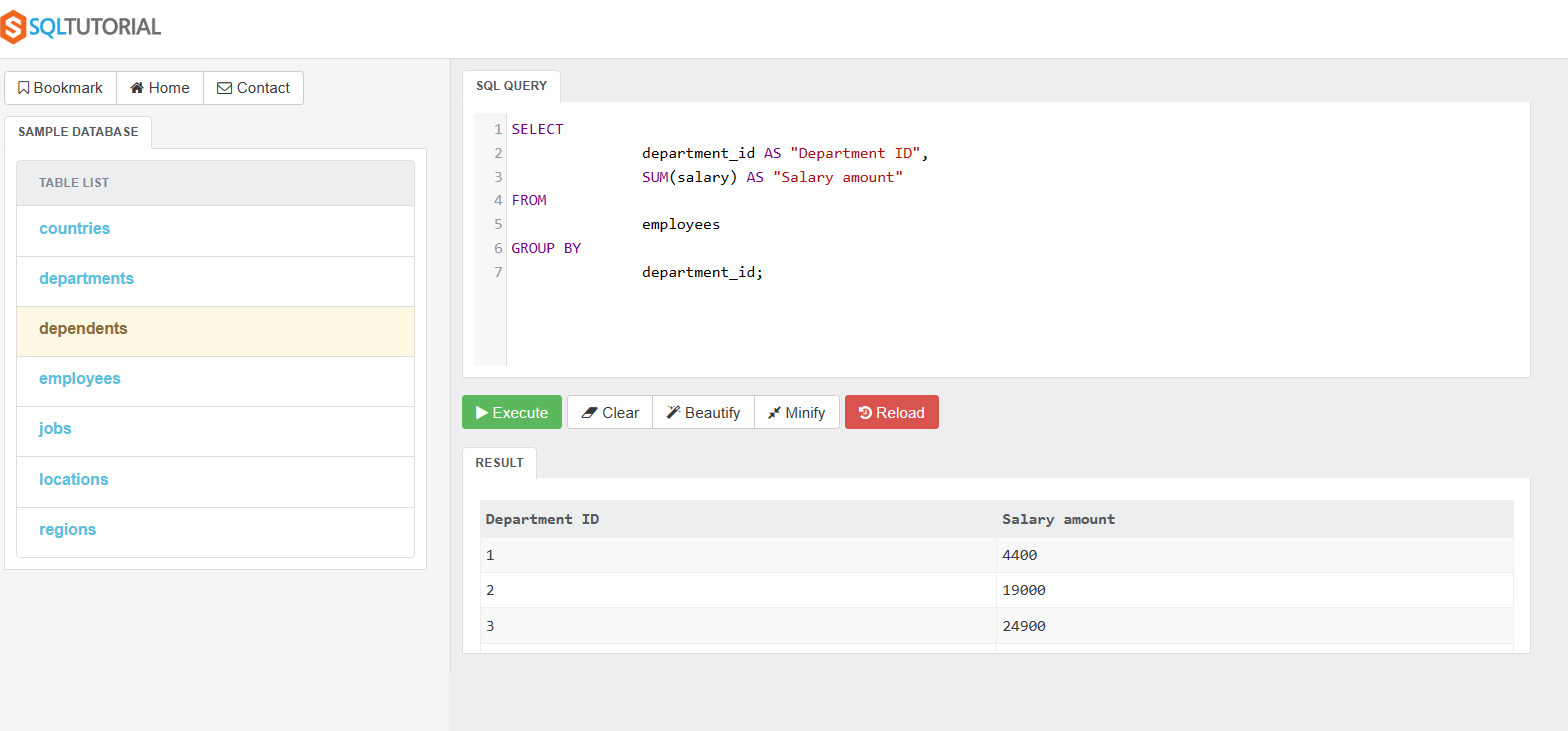 SQLTUTORIAL
Bookmark Home Contact
SAMPLE DATABASE
TABLE LIST
countries
departments
dependents
employees
jobs
locations
regions
SQL QUERY
1 SELECT
2 department_id AS "Department ID",
3 SUM(salary) AS "Salary amount"
4 FROM
5 employees
6 GROUP BY
7 department_id;
Execute Clear Beautify Minify Reload
RESULT
Department ID Salary amount
1 4400
2 19000
3 24900